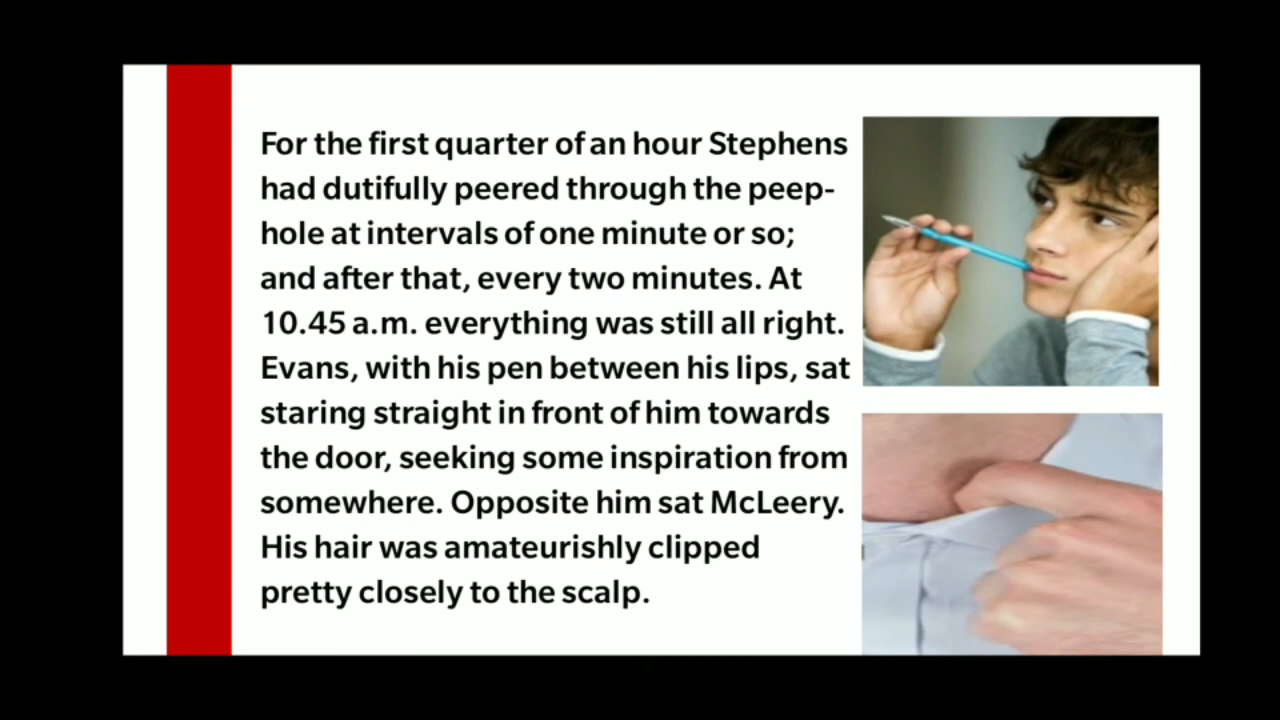 For the first quarter of an hour Stephens
had dutifully peered through the peep-
hole at intervals of one minute or so;
and after that, every two minutes. At
10.45 a.m. everything was still all right.
Evans, with his pen between his lips, sat
staring straight in front of him towards
the door, seeking some inspiration from
somewhere. Opposite him sat McLeery.
His hair was amateurishly clipped
pretty closely to the scalp.